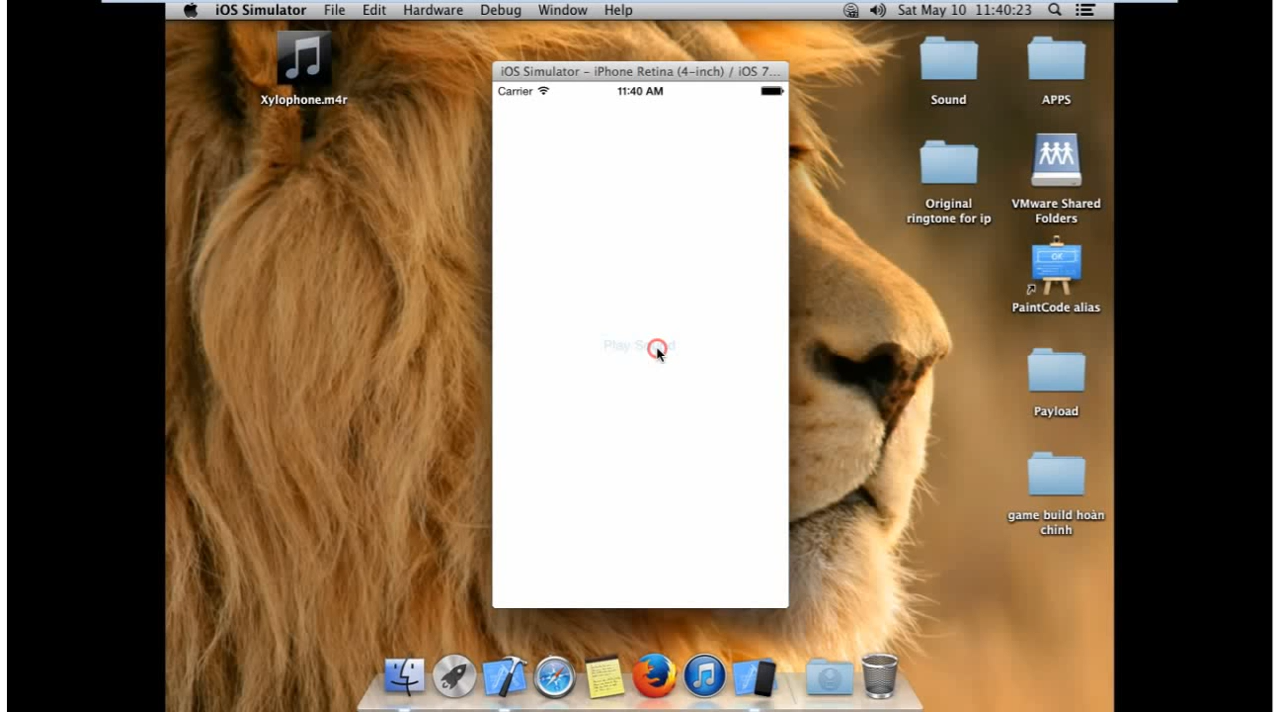 iOS Simulator File Edit Hardware Debug Window Help Sat May 10 11:40:23
Xylophone.m4r
iOS Simulator – iPhone Retina (4-inch) / iOS 7...
Carrier 11:40 AM
Play Sound
Sound
APPS
Original
ringtone for ip
VMware Shared
Folders
OK
PaintCode alias
Payload
game build hoàn
chỉnh